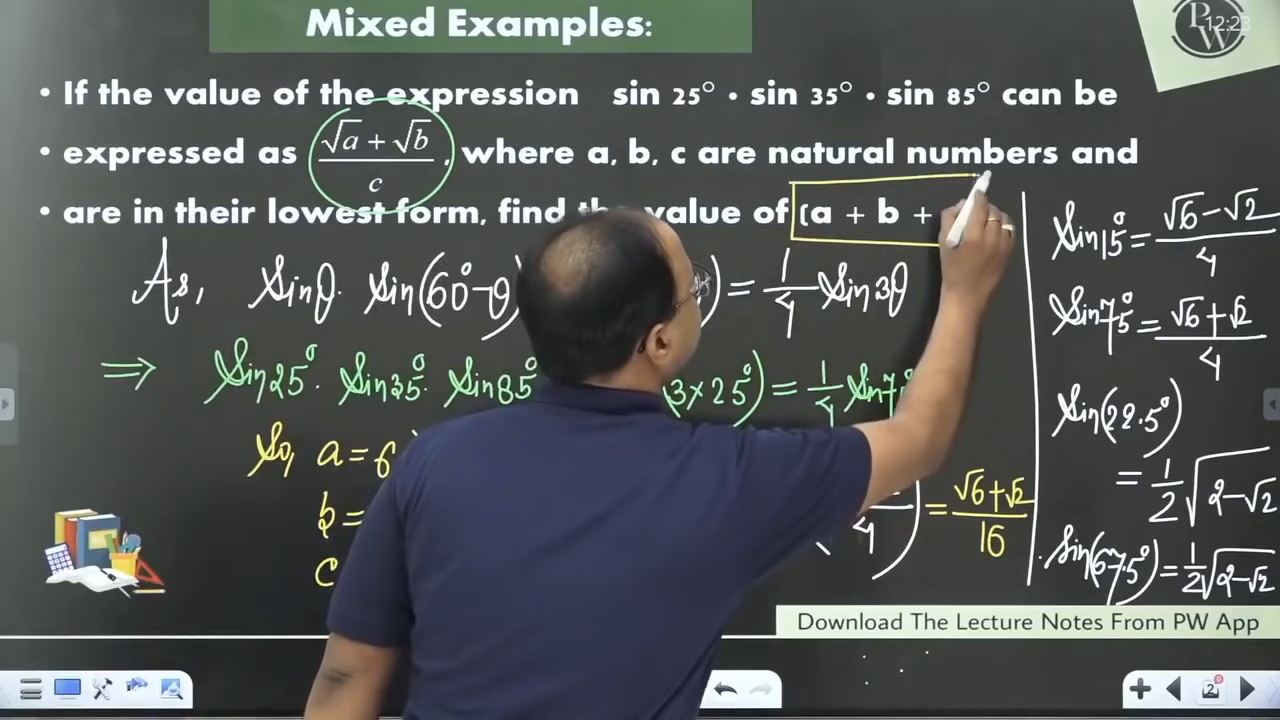 Mixed Examples:
PW 12:23
• If the value of the expression sin 25° • sin 35° • sin 85° can be
• expressed as (√a + √b)/c, where a, b, c are natural numbers and
• are in their lowest form, find the value of (a + b +
As, Sinθ. Sin(60°-θ) = 1/4 Sin3θ
⇒ Sin25°. Sin35°. Sin85° (3×25°) = 1/4 Sin7
So, a = 6
b =
c
4) = (√6+√2)/16
Sin15° = (√6-√2)/4
Sin75° = (√6+√2)/4
Sin(22.5°)
= 1/2 √(2-√2)
Sin(67.5°) = 1/2 √(2-√2)
Download The Lecture Notes From PW App
2